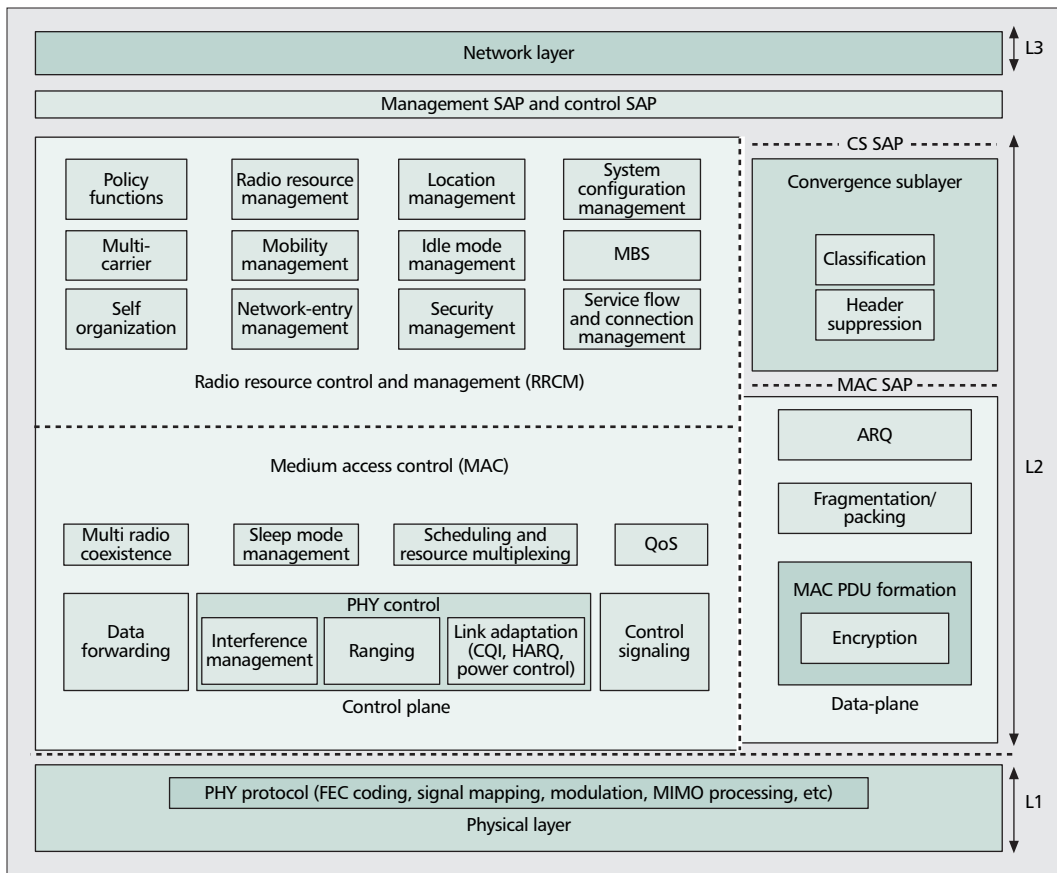 Network layer
L3
Management SAP and control SAP
CS SAP
Policy
functions
Radio resource
management
Location
management
System
configuration
management
Convergence sublayer
Multi-
carrier
Mobility
management
Idle mode
management
MBS
Classification
Self
organization
Network-entry
management
Security
management
Service flow
and connection
management
Header
suppression
Radio resource control and management (RRCM)
MAC SAP
ARQ
L2
Medium access control (MAC)
Fragmentation/
packing
Multi radio
coexistence
Sleep mode
management
Scheduling and
resource multiplexing
QoS
MAC PDU formation
Encryption
Data
forwarding
PHY control
Interference
management
Ranging
Link adaptation
(CQI, HARQ,
power control)
Control
signaling
Control plane
Data-plane
PHY protocol (FEC coding, signal mapping, modulation, MIMO processing, etc)
L1
Physical layer